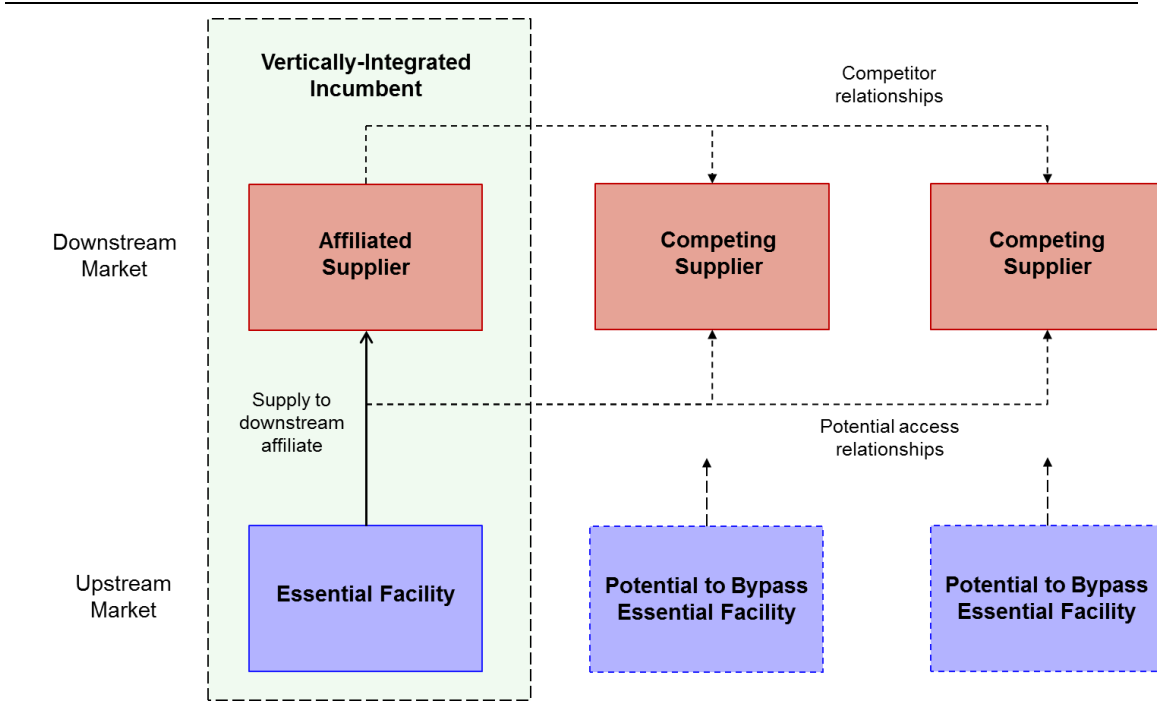 Vertically-Integrated
Incumbent
Competitor
relationships
Downstream
Market
Affiliated
Supplier
Competing
Supplier
Competing
Supplier
Supply to
downstream
affiliate
Potential access
relationships
Upstream
Market
Essential Facility
Potential to Bypass
Essential Facility
Potential to Bypass
Essential Facility